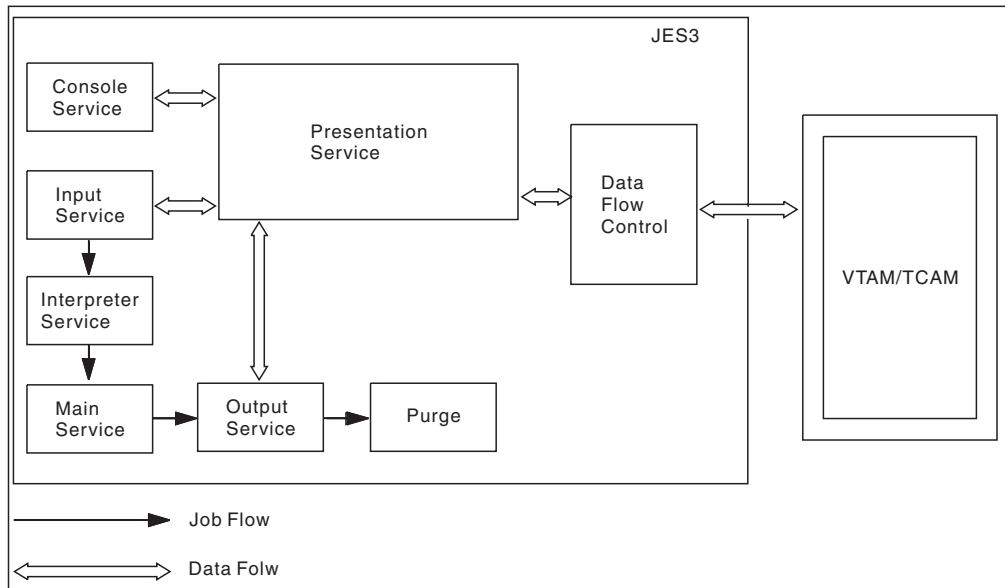 JES3
Console
Service
Presentation
Service
Input
Service
Data
Flow
Control
VTAM/TCAM
Interpreter
Service
Main
Service
Output
Service
Purge
Job Flow
Data Folw